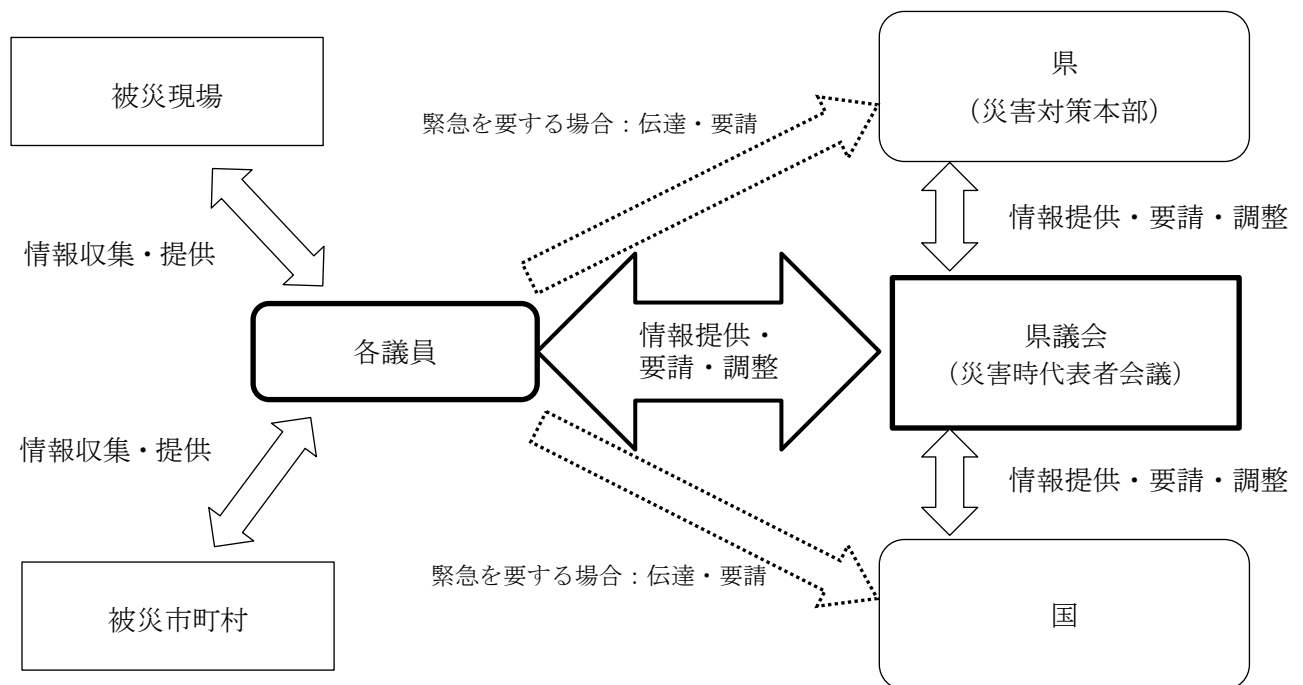 県
（災害対策本部）
被災現場
緊急を要する場合：伝達・要請
情報提供・要請・調整
情報収集・提供
各議員
情報提供・
要請・調整
県議会
（災害時代表者会議）
情報収集・提供
情報提供・要請・調整
緊急を要する場合：伝達・要請
被災市町村
国